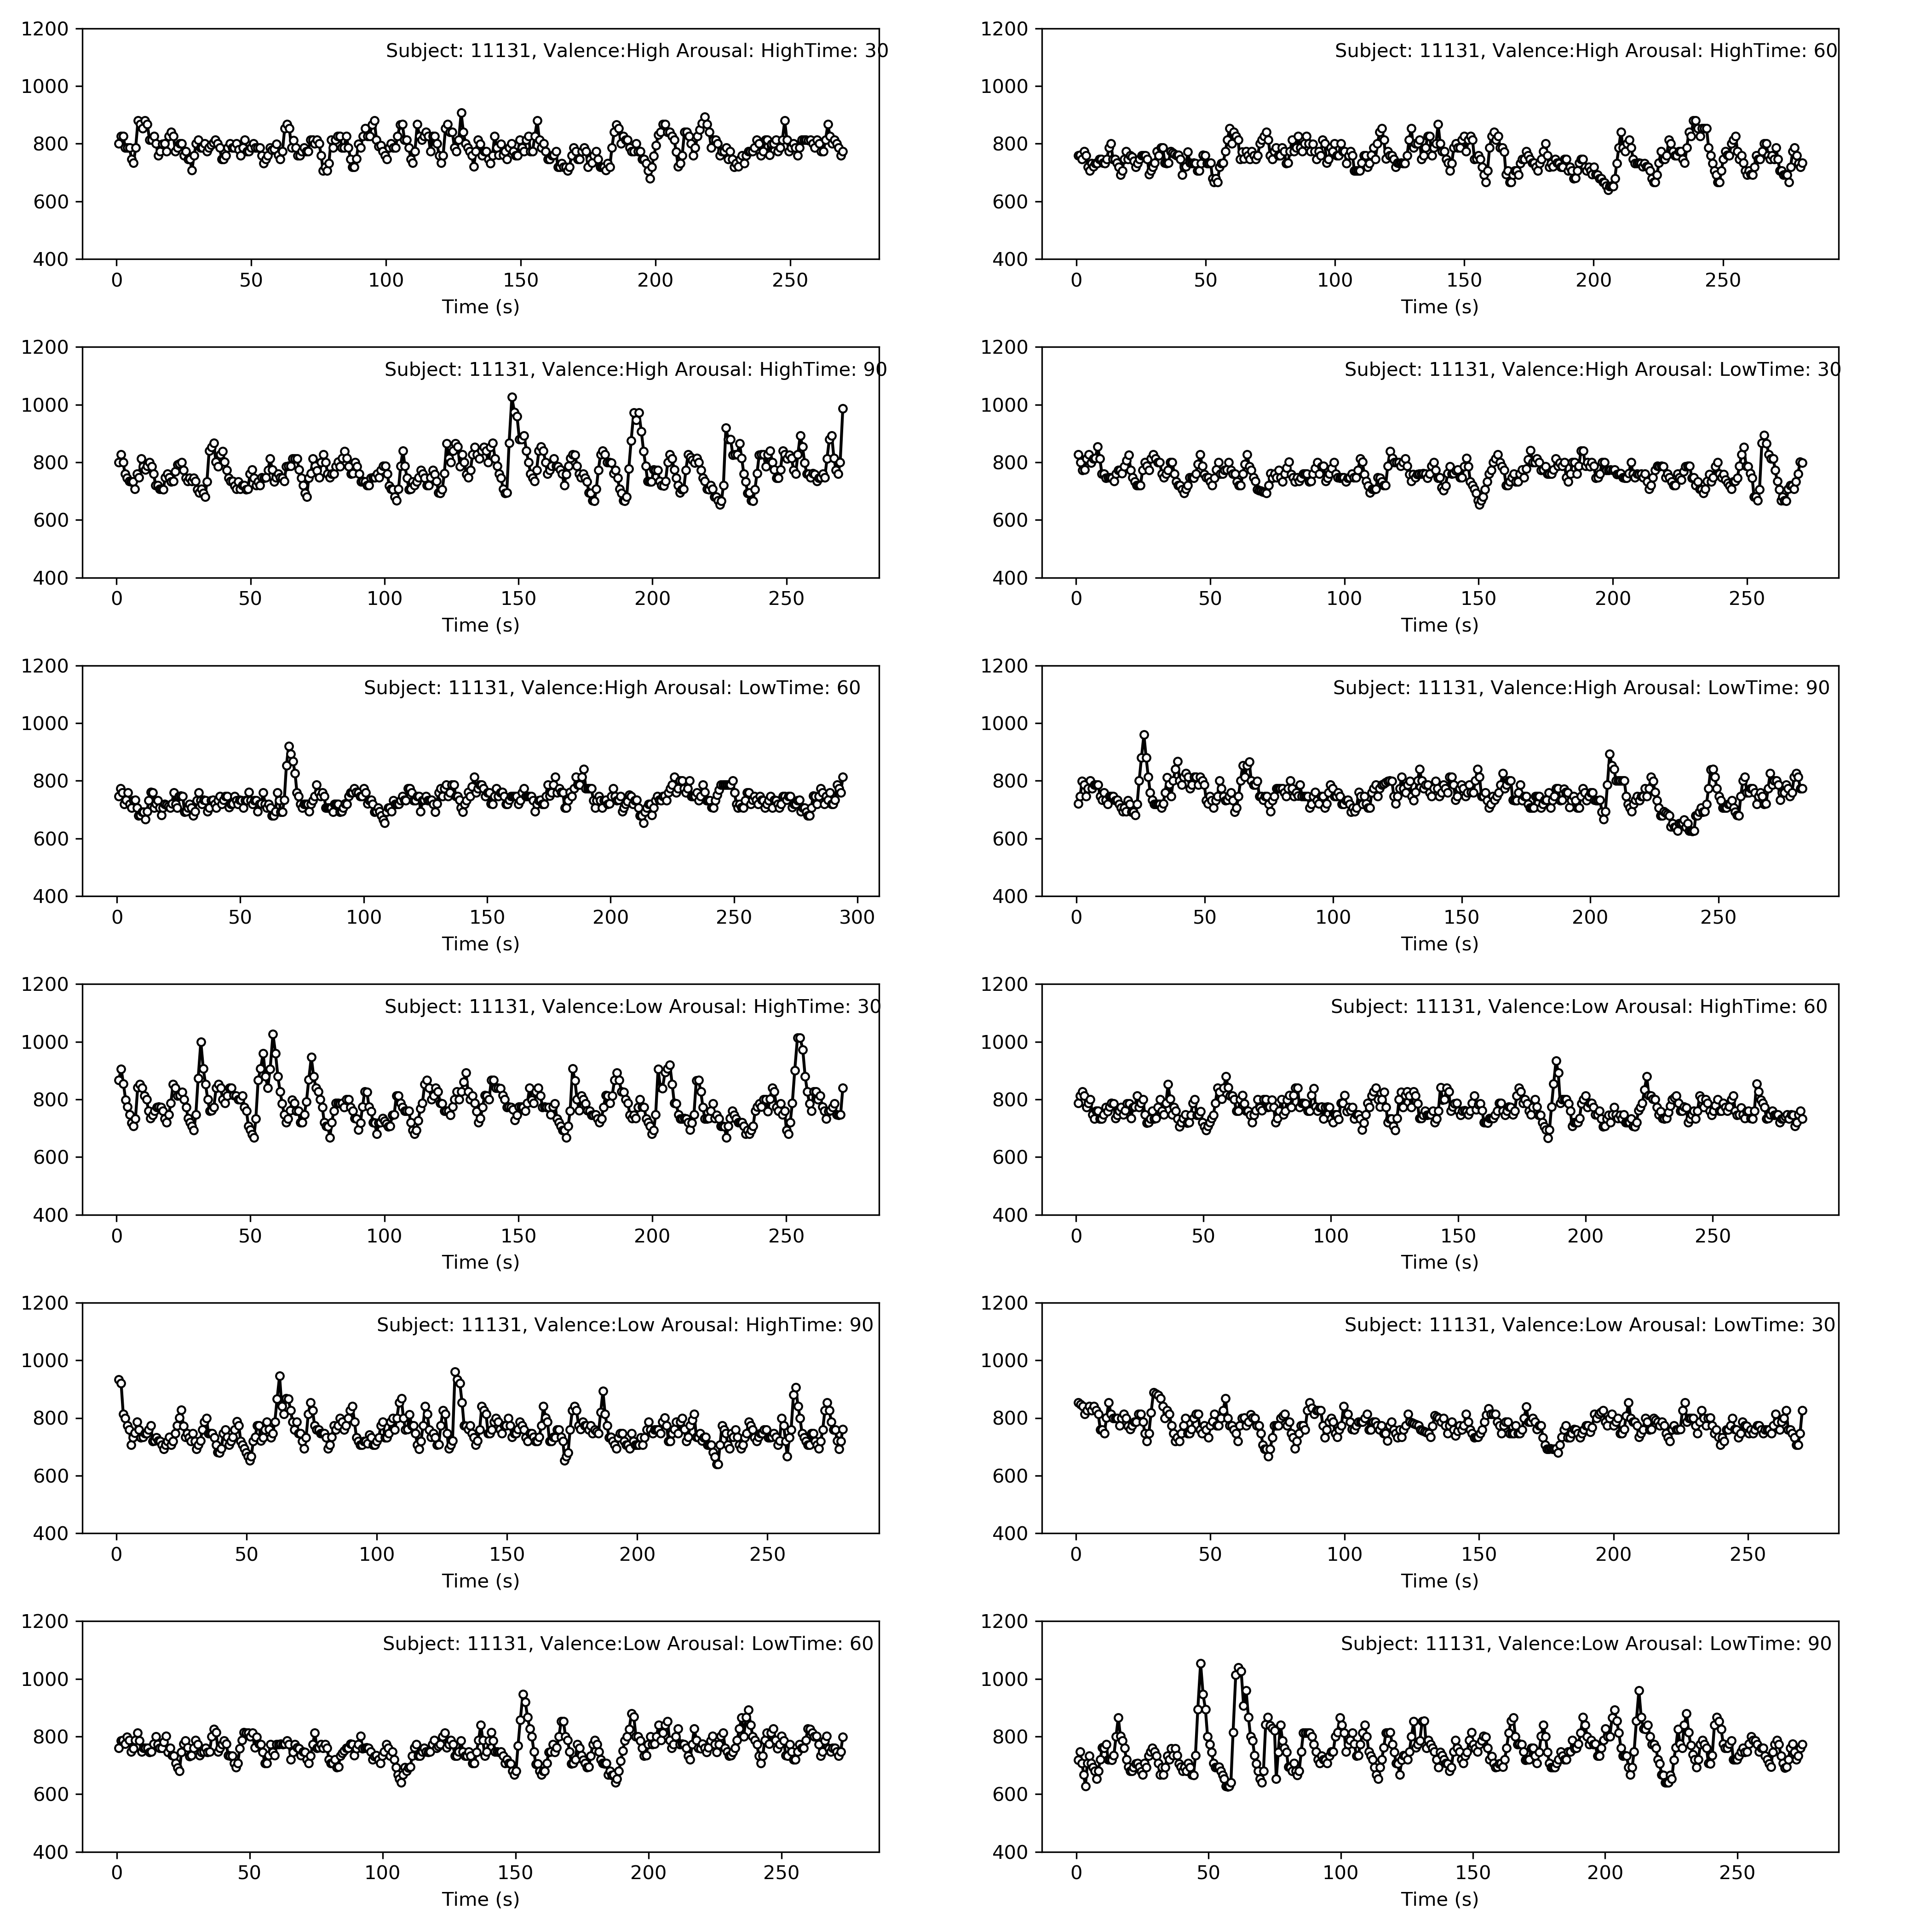 1200
1000
800
600
400
Subject: 11131, Valence:High Arousal: HighTime: 30
0 50 100 150 200 250
Time (s)
1200
1000
800
600
400
Subject: 11131, Valence:High Arousal: HighTime: 60
0 50 100 150 200 250
Time (s)
1200
1000
800
600
400
Subject: 11131, Valence:High Arousal: HighTime: 90
0 50 100 150 200 250
Time (s)
1200
1000
800
600
400
Subject: 11131, Valence:High Arousal: LowTime: 30
0 50 100 150 200 250
Time (s)
1200
1000
800
600
400
Subject: 11131, Valence:High Arousal: LowTime: 60
0 50 100 150 200 250 300
Time (s)
1200
1000
800
600
400
Subject: 11131, Valence:High Arousal: LowTime: 90
0 50 100 150 200 250
Time (s)
1200
1000
800
600
400
Subject: 11131, Valence:Low Arousal: HighTime: 30
0 50 100 150 200 250
Time (s)
1200
1000
800
600
400
Subject: 11131, Valence:Low Arousal: HighTime: 60
0 50 100 150 200 250
Time (s)
1200
1000
800
600
400
Subject: 11131, Valence:Low Arousal: HighTime: 90
0 50 100 150 200 250
Time (s)
1200
1000
800
600
400
Subject: 11131, Valence:Low Arousal: LowTime: 30
0 50 100 150 200 250
Time (s)
1200
1000
800
600
400
Subject: 11131, Valence:Low Arousal: LowTime: 60
0 50 100 150 200 250
Time (s)
1200
1000
800
600
400
Subject: 11131, Valence:Low Arousal: LowTime: 90
0 50 100 150 200 250
Time (s)